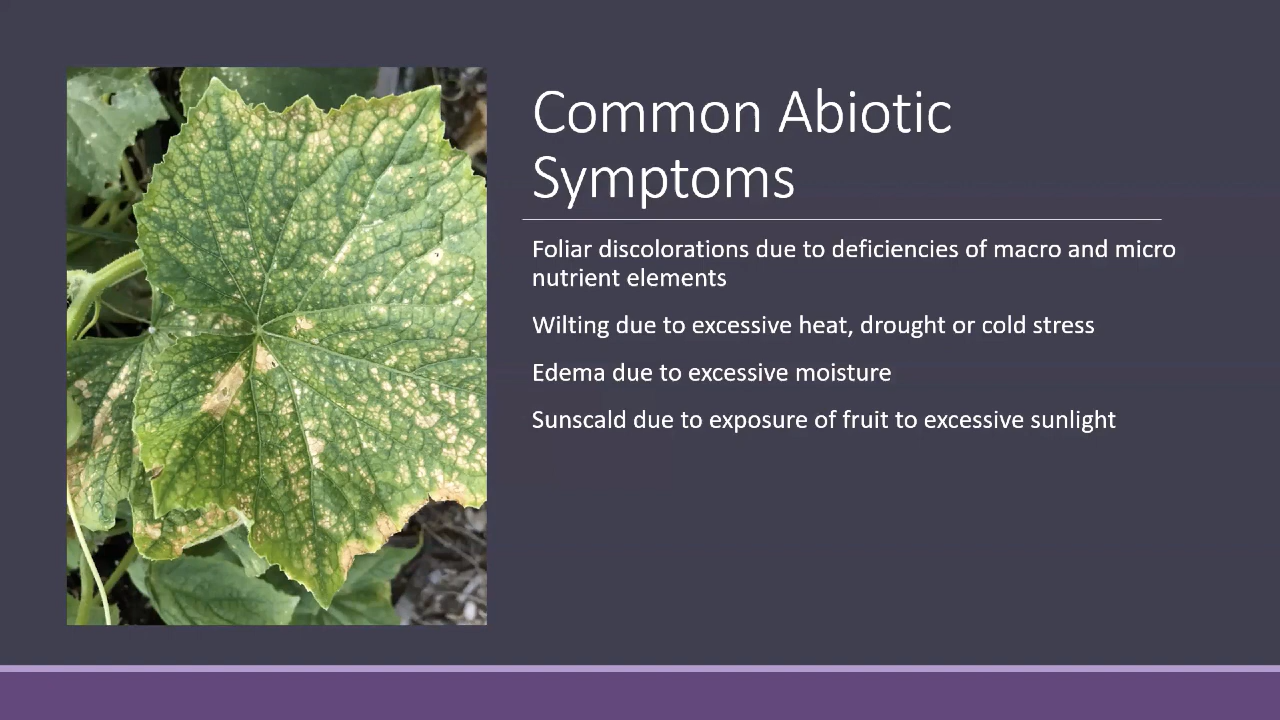 Common Abiotic
Symptoms
Foliar discolorations due to deficiencies of macro and micro
nutrient elements
Wilting due to excessive heat, drought or cold stress
Edema due to excessive moisture
Sunscald due to exposure of fruit to excessive sunlight